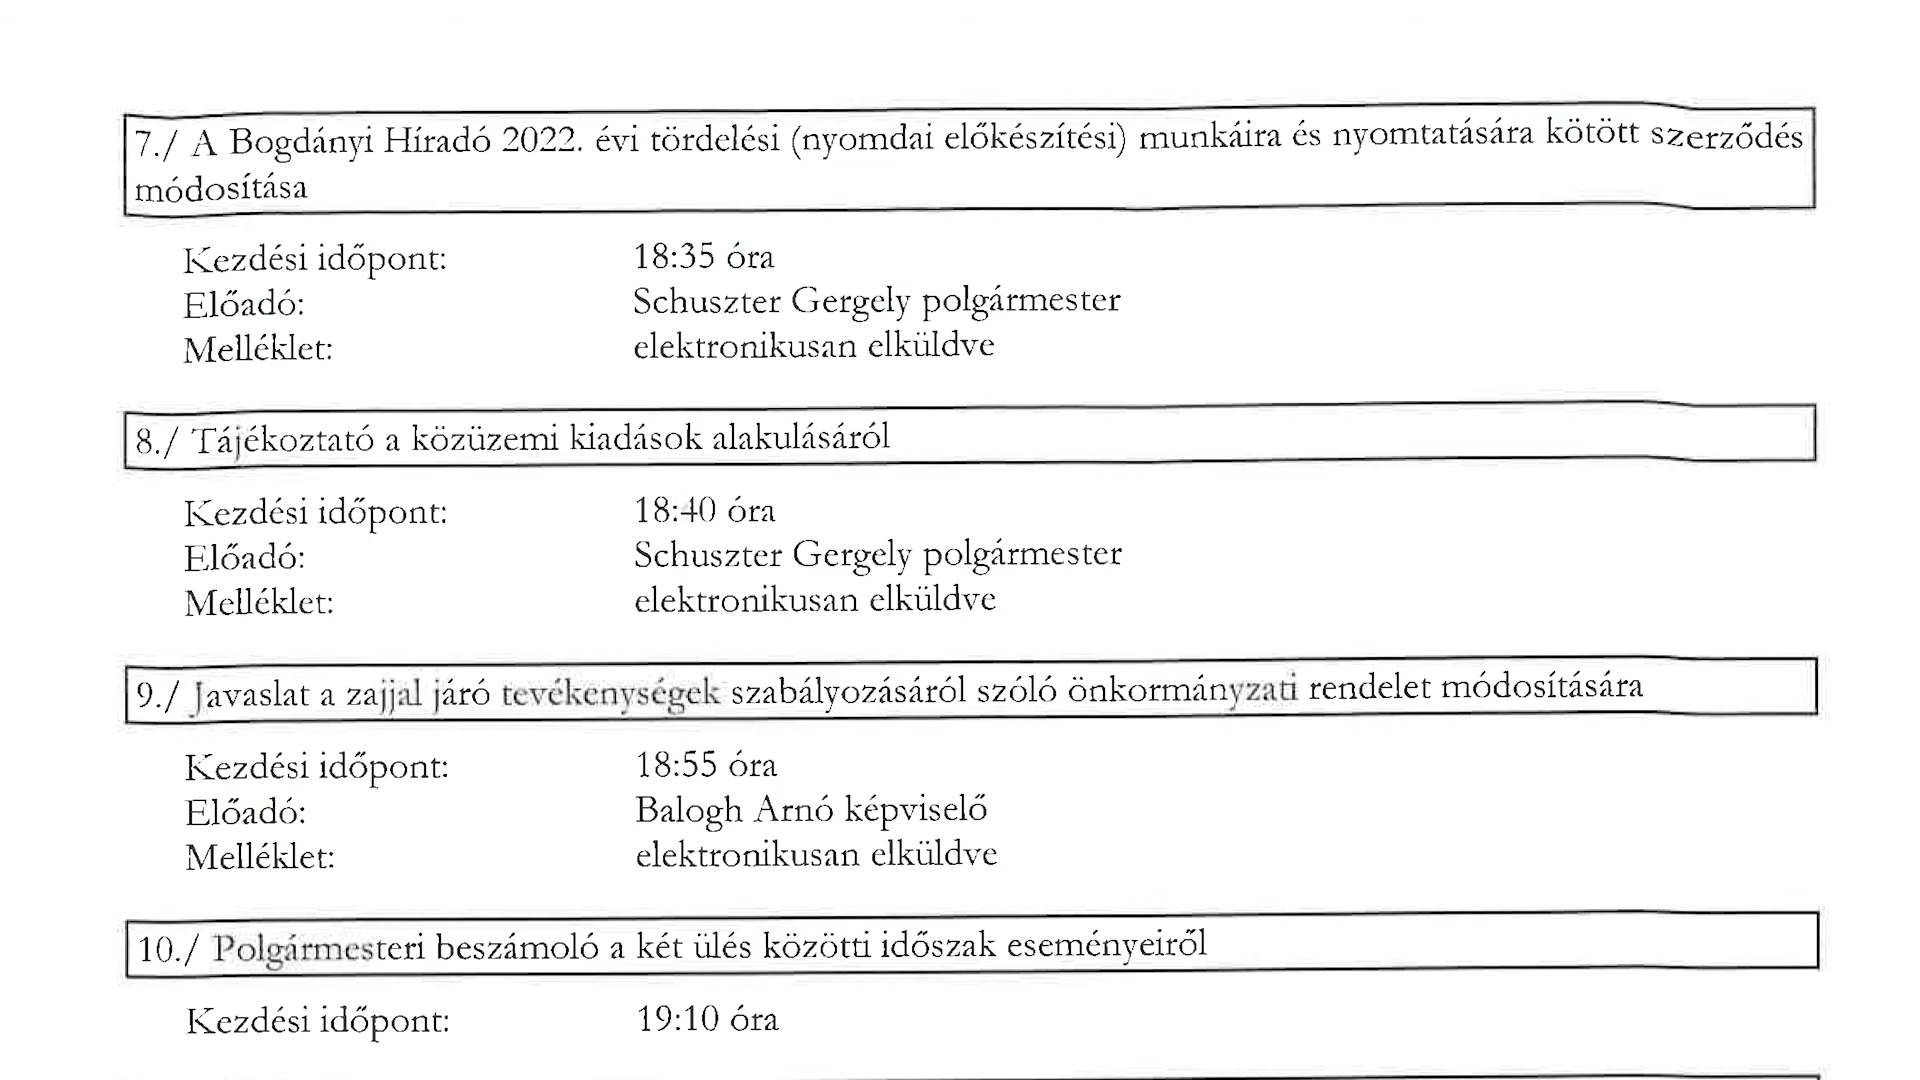 7./ A Bogdányi Híradó 2022. évi tördelési (nyomdai előkészítési) munkáira és nyomtatására kötött szerződés
módosítása
Kezdési időpont: 18:35 óra
Előadó: Schuszter Gergely polgármester
Melléklet: elektronikusan elküldve
8./ Tájékoztató a közüzemi kiadások alakulásáról
Kezdési időpont: 18:40 óra
Előadó: Schuszter Gergely polgármester
Melléklet: elektronikusan elküldve
9./ Javaslat a zajjal járó tevékenységek szabályozásáról szóló önkormányzati rendelet módosítására
Kezdési időpont: 18:55 óra
Előadó: Balogh Arnó képviselő
Melléklet: elektronikusan elküldve
10./ Polgármesteri beszámoló a két ülés közötti időszak eseményeiről
Kezdési időpont: 19:10 óra